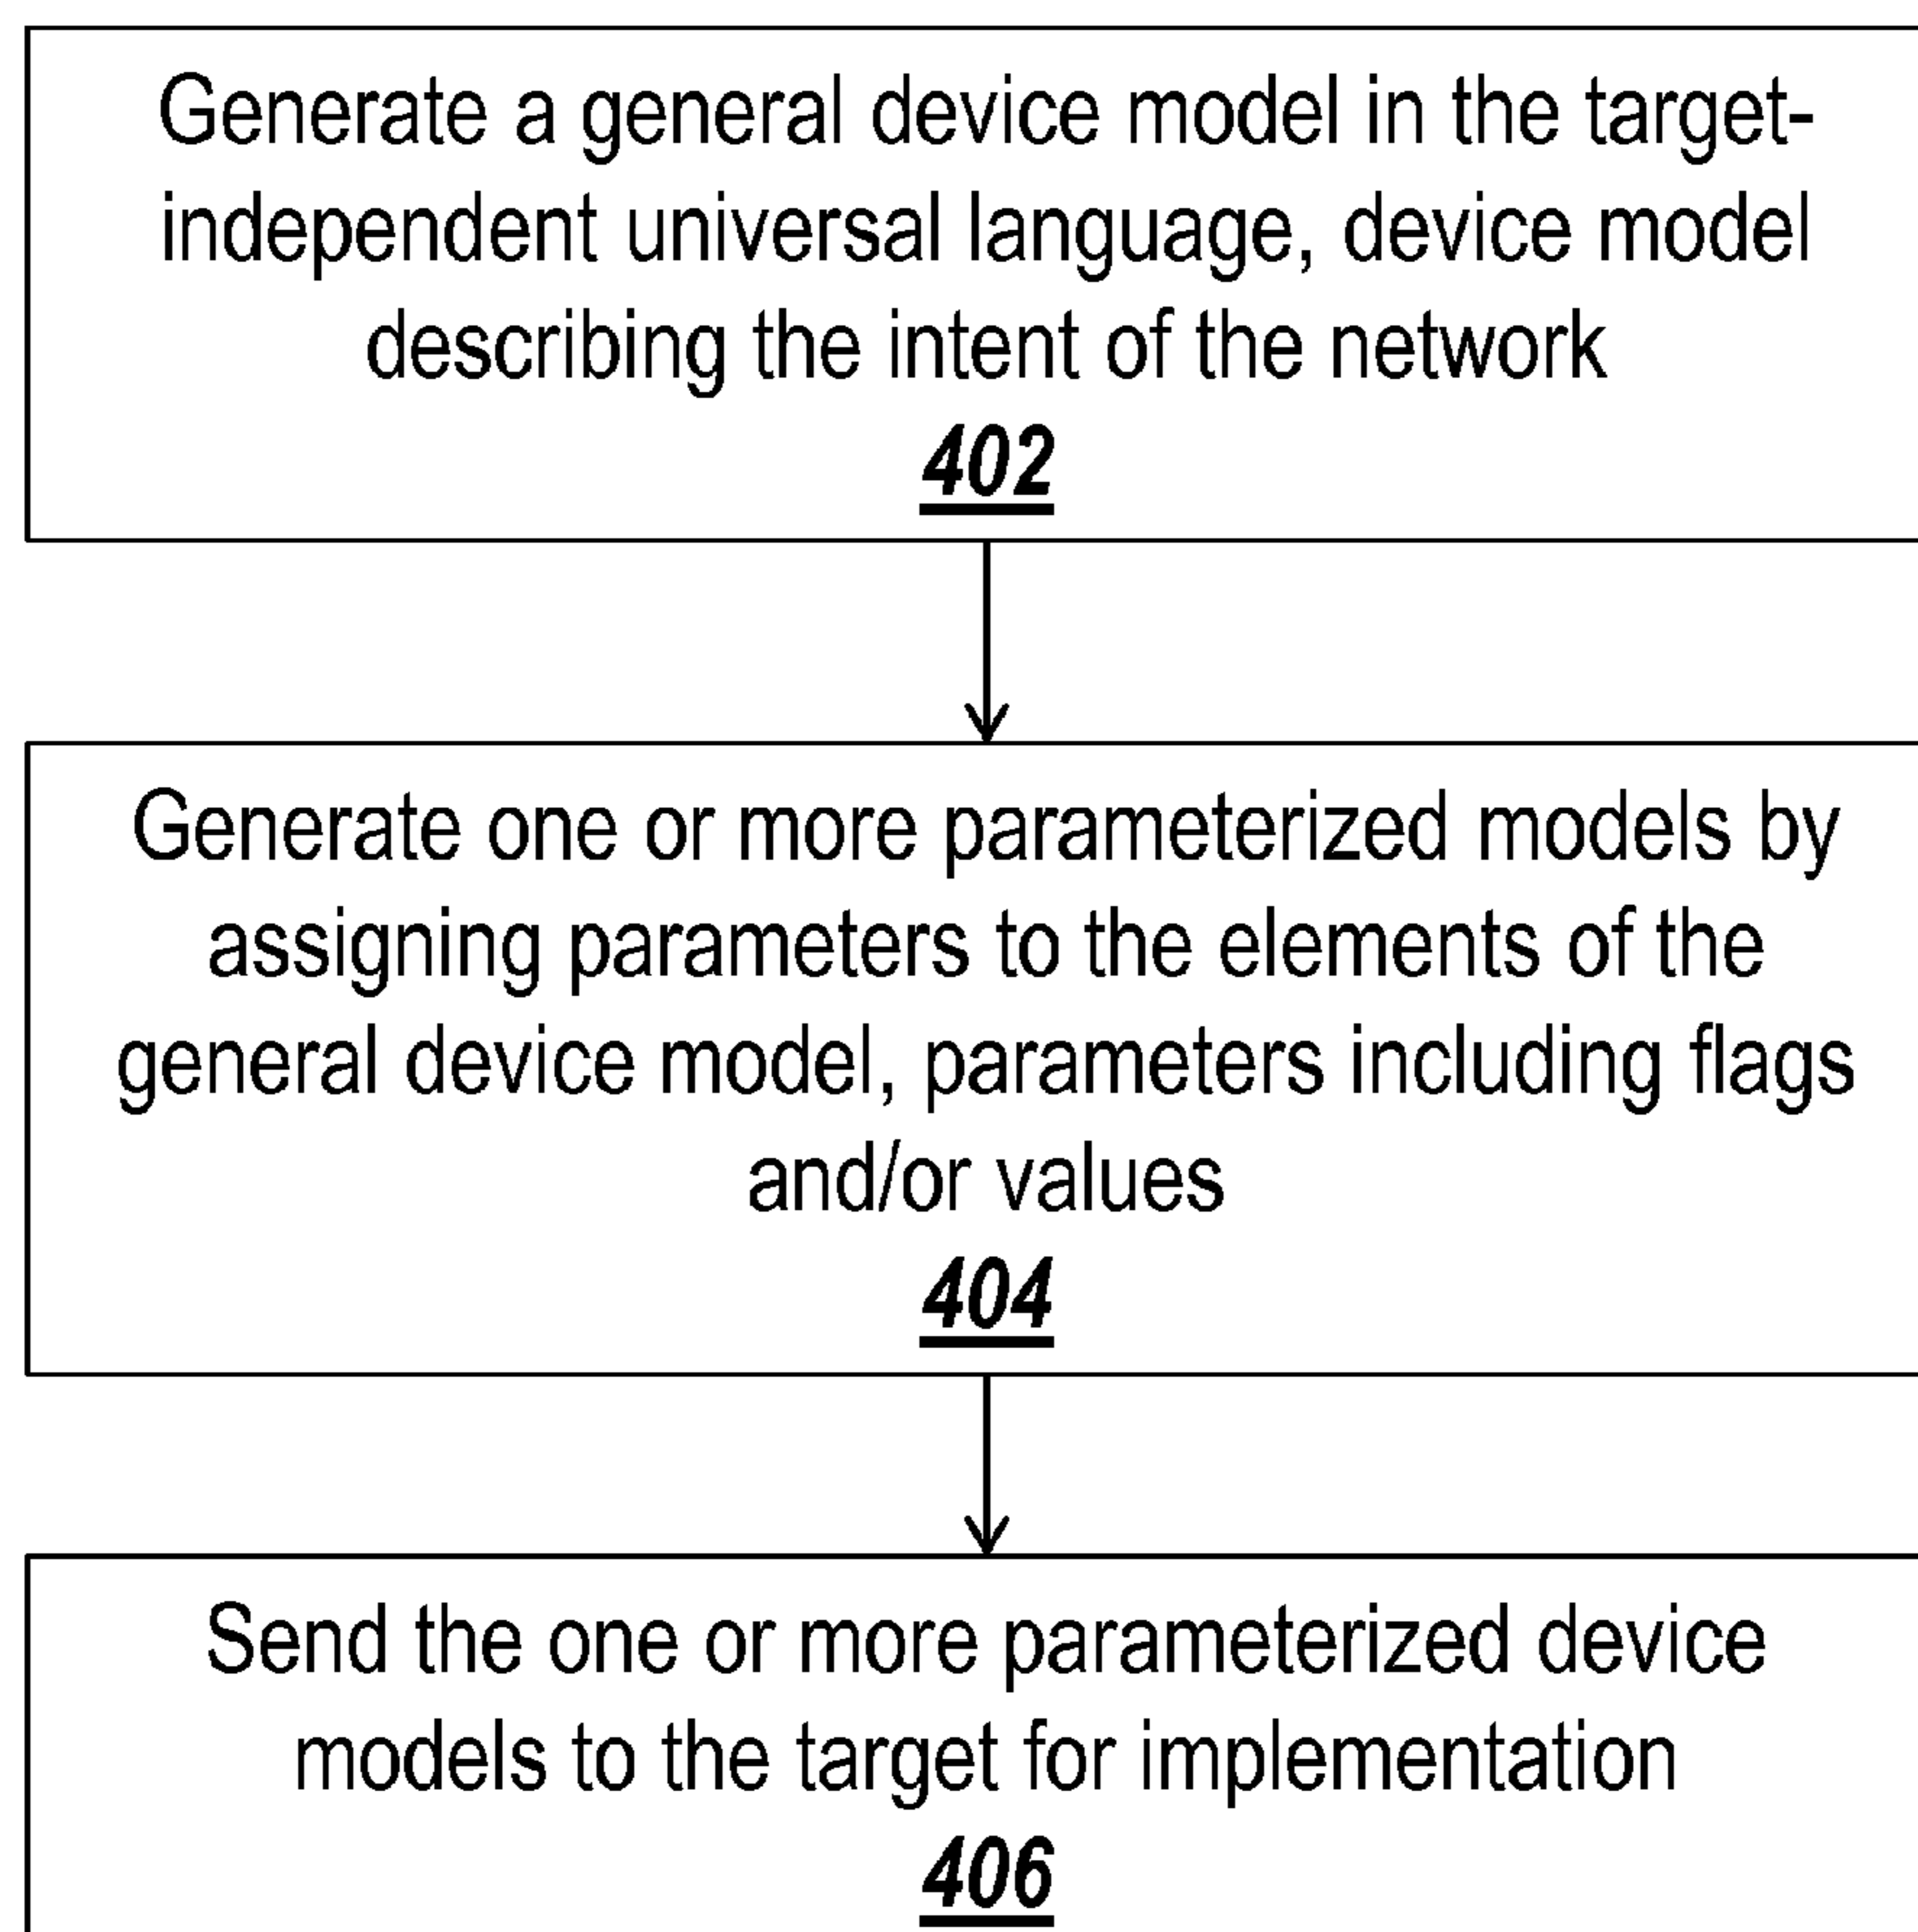 Generate a general device model in the target-
independent universal language, device model
describing the intent of the network
402
Generate one or more parameterized models by
assigning parameters to the elements of the
general device model, parameters including flags
and/or values
404
Send the one or more parameterized device
models to the target for implementation
406